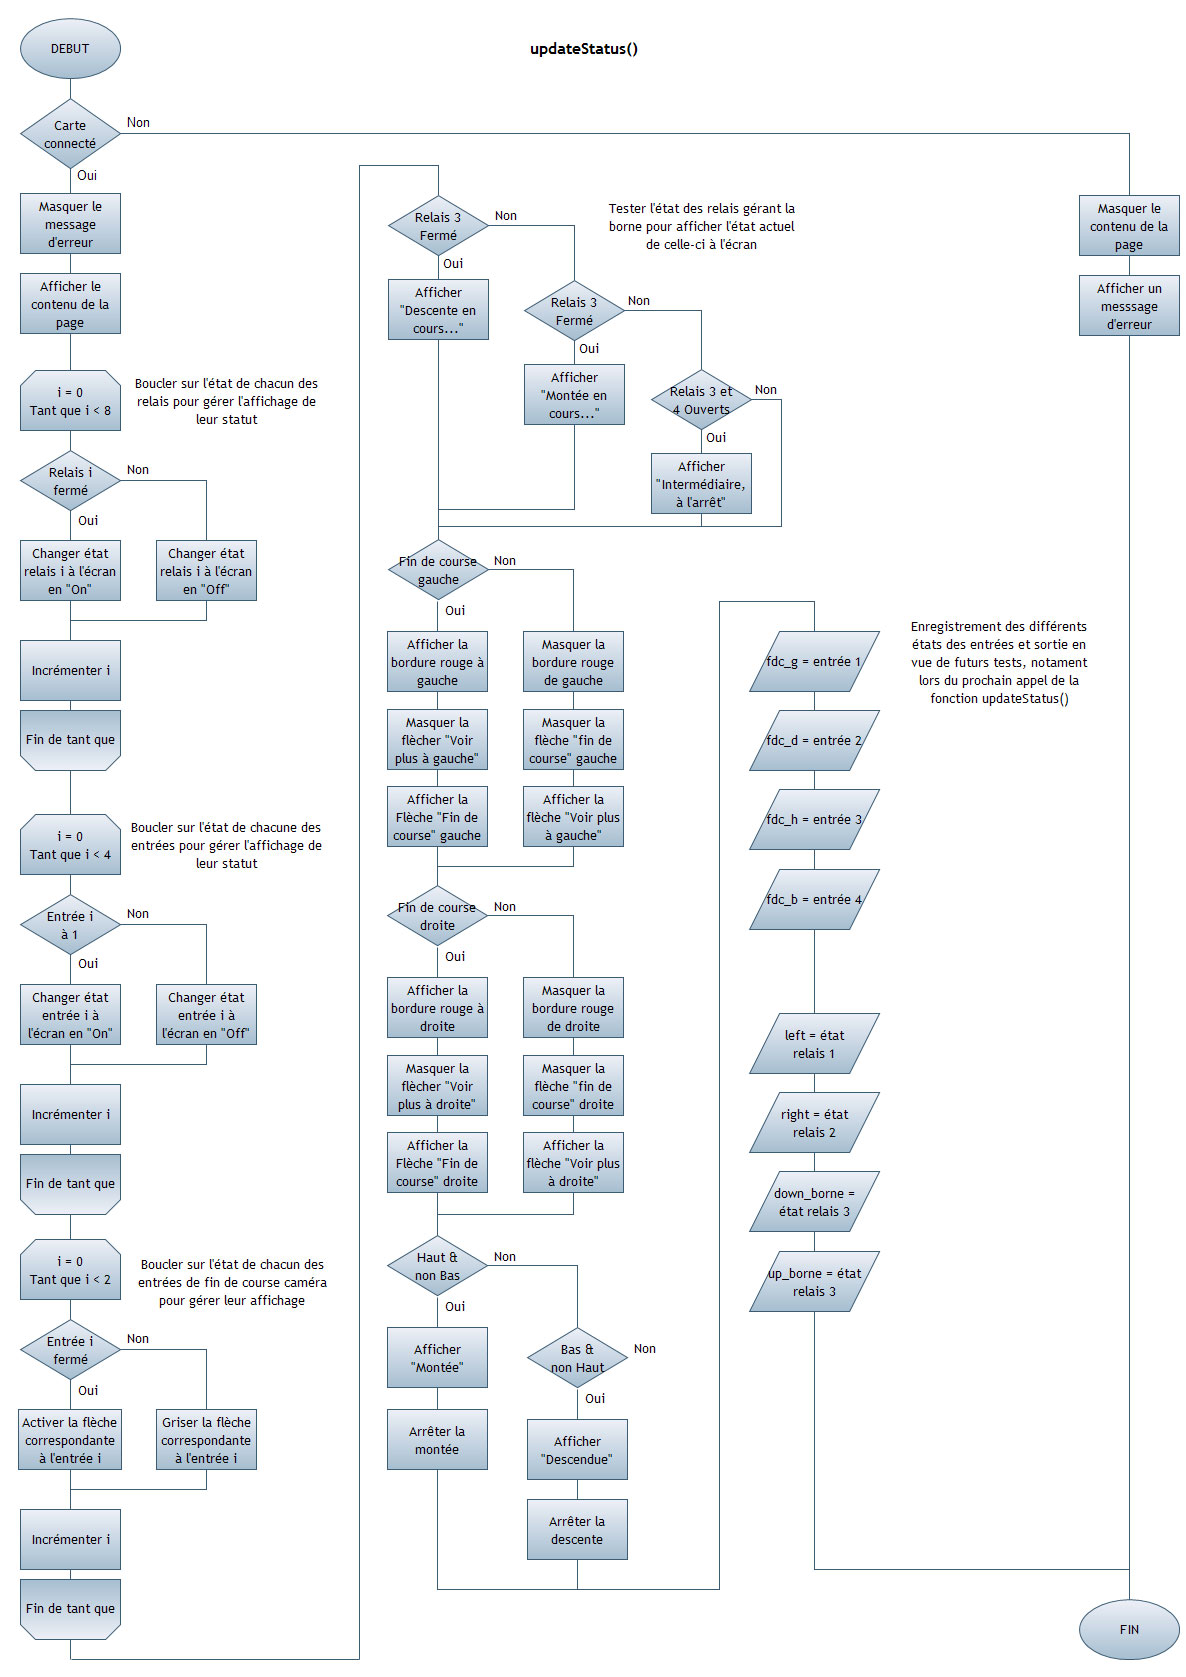 updateStatus()
DEBUT
Carte
connecté
Non
Oui
Masquer le
message
d'erreur
Afficher le
contenu de la
page
i = 0
Tant que i < 8
Boucler sur l'état de chacun des
relais pour gérer l'affichage de
leur statut
Relais i
fermé
Non
Oui
Changer état
relais i à l'écran
en "On"
Changer état
relais i à l'écran
en "Off"
Incrémenter i
Fin de tant que
i = 0
Tant que i < 4
Boucler sur l'état de chacune des
entrées pour gérer l'affichage de
leur statut
Entrée i
à 1
Non
Oui
Changer état
entrée i à
l'écran en "On"
Changer état
entrée i à
l'écran en "Off"
Incrémenter i
Fin de tant que
i = 0
Tant que i < 2
Boucler sur l'état de chacun des
entrées de fin de course caméra
pour gérer leur affichage
Entrée i
fermé
Non
Oui
Activer la flèche
correspondante
à l'entrée i
Griser la flèche
correspondante
à l'entrée i
Incrémenter i
Fin de tant que
Relais 3
Fermé
Non
Oui
Tester l'état des relais gérant la
borne pour afficher l'état actuel
de celle-ci à l'écran
Afficher
"Descente en
cours..."
Relais 3
Fermé
Non
Oui
Afficher
"Montée en
cours..."
Relais 3 et
4 Ouverts
Non
Oui
Afficher
"Intermédiaire,
à l'arrêt"
Fin de course
gauche
Non
Oui
Afficher la
bordure rouge à
gauche
Masquer la
flècher "Voir
plus à gauche"
Afficher la
Flèche "Fin de
course" gauche
Masquer la
bordure rouge
de gauche
Masquer la
flèche "fin de
course" gauche
Afficher la
flèche "Voir plus
à gauche"
Fin de course
droite
Non
Oui
Afficher la
bordure rouge à
droite
Masquer la
flècher "Voir
plus à droite"
Afficher la
Flèche "Fin de
course" droite
Masquer la
bordure rouge
de droite
Masquer la
flèche "fin de
course" droite
Afficher la
flèche "Voir plus
à droite"
Haut &
non Bas
Non
Oui
Afficher
"Montée"
Arrêter la
montée
Bas &
non Haut
Non
Oui
Afficher
"Descendue"
Arrêter la
descente
fdc_g = entrée 1
fdc_d = entrée 2
fdc_h = entrée 3
fdc_b = entrée 4
Enregistrement des différents
états des entrées et sortie en
vue de futurs tests, notament
lors du prochain appel de la
fonction updateStatus()
left = état
relais 1
right = état
relais 2
down_borne =
état relais 3
up_borne = état
relais 3
Masquer le
contenu de la
page
Afficher un
messsage
d'erreur
FIN